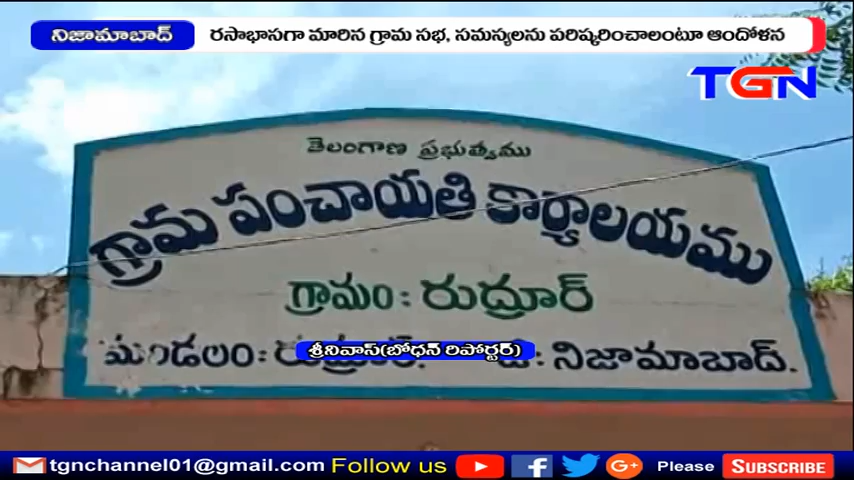 నిజామాబాద్ రసాభాసగా మారిన గ్రామ సభ, సమస్యలను పరిష్కరించాలంటూ ఆందోళన
TGN
తెలంగాణ ప్రభుత్వము
గ్రామ పంచాయతి కార్యాలయము
గ్రామం: రుద్రూర్
మండలం: నిజామాబాద్.
శ్రీనివాస్(బోధన్ రిపోర్టర్)
tgnchannel01@gmail.com Follow us Please SUBSCRIBE